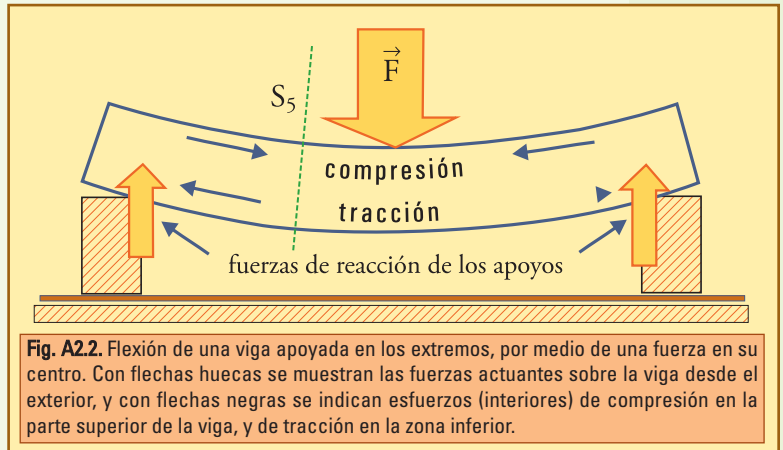 F
S5
compresión
tracción
fuerzas de reacción de los apoyos
Fig. A2.2. Flexión de una viga apoyada en los extremos, por medio de una fuerza en su
centro. Con flechas huecas se muestran las fuerzas actuantes sobre la viga desde el
exterior, y con flechas negras se indican esfuerzos (interiores) de compresión en la
parte superior de la viga, y de tracción en la zona inferior.